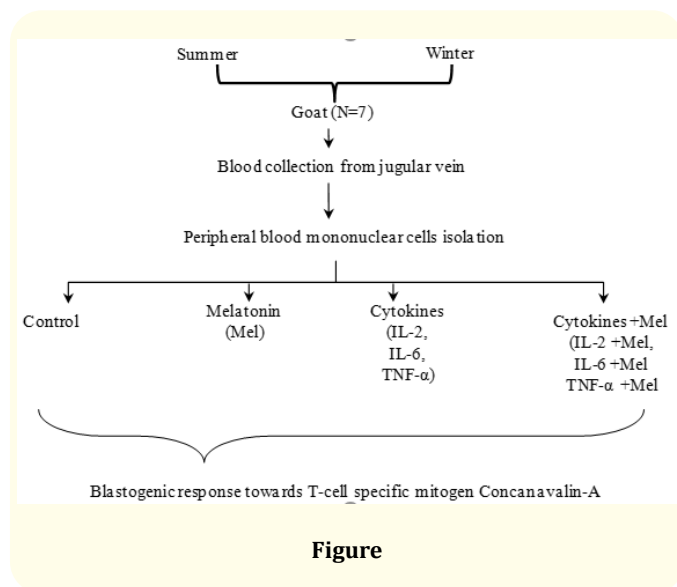 Summer Winter
Goat (N=7)
Blood collection from jugular vein
Peripheral blood mononuclear cells isolation
Control
Melatonin
(Mel)
Cytokines
(IL-2,
IL-6,
TNF-α)
Cytokines +Mel
(IL-2 +Mel,
IL-6 +Mel
TNF-α +Mel
Blastogenic response towards T-cell specific mitogen Concanavalin-A
Figure